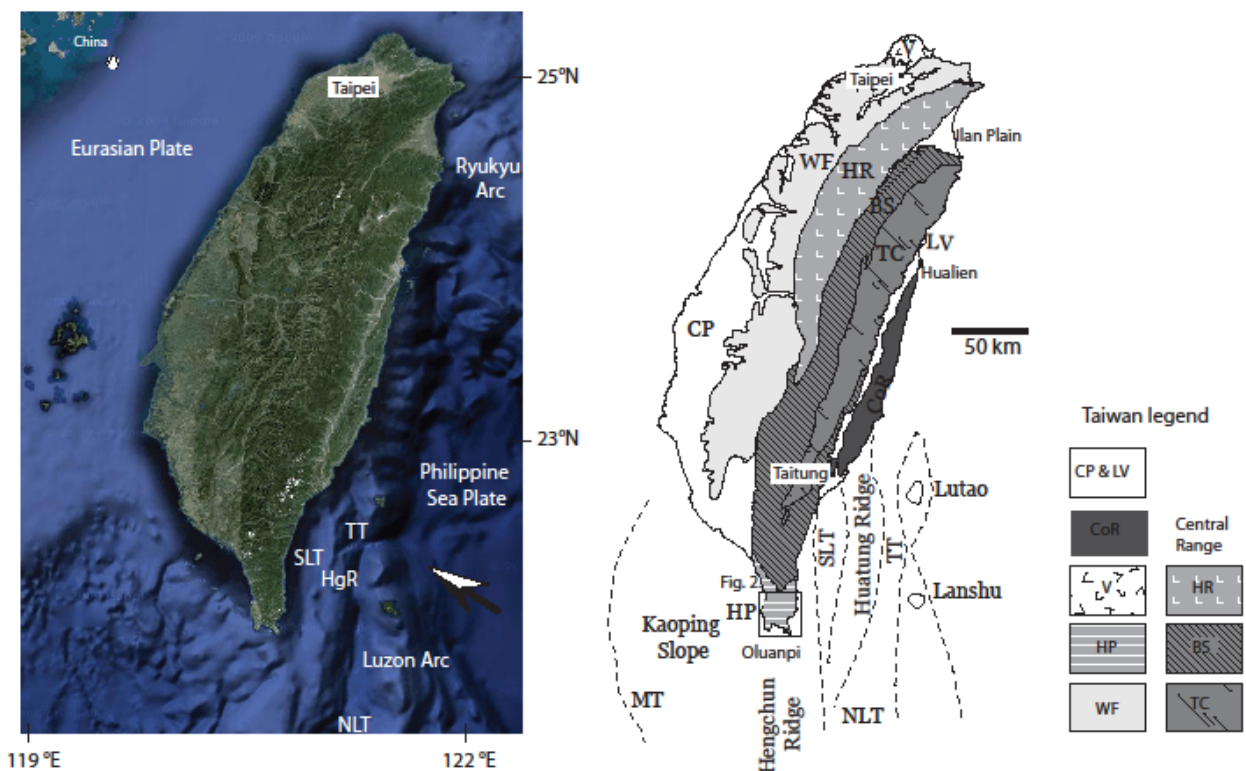 China
Taipei
25°N
Eurasian Plate
Ryukyu
Arc
23°N
Philippine
Sea Plate
TT
SLT
HgR
Luzon Arc
NLT
119 °E
122 °E
V
Taipei
Ilan Plain
WF
HR
BS
TC
LV
Hualien
CP
50 km
CoR
Taitung
Lutao
SLT
Huatung Ridge
TT
Fig. 2
HP
Lanshu
Kaoping
Slope
Oluanpi
MT
Hengchun
Ridge
NLT
Taiwan legend
CP & LV
CoR
Central
Range
V
HR
HP
BS
WF
TC